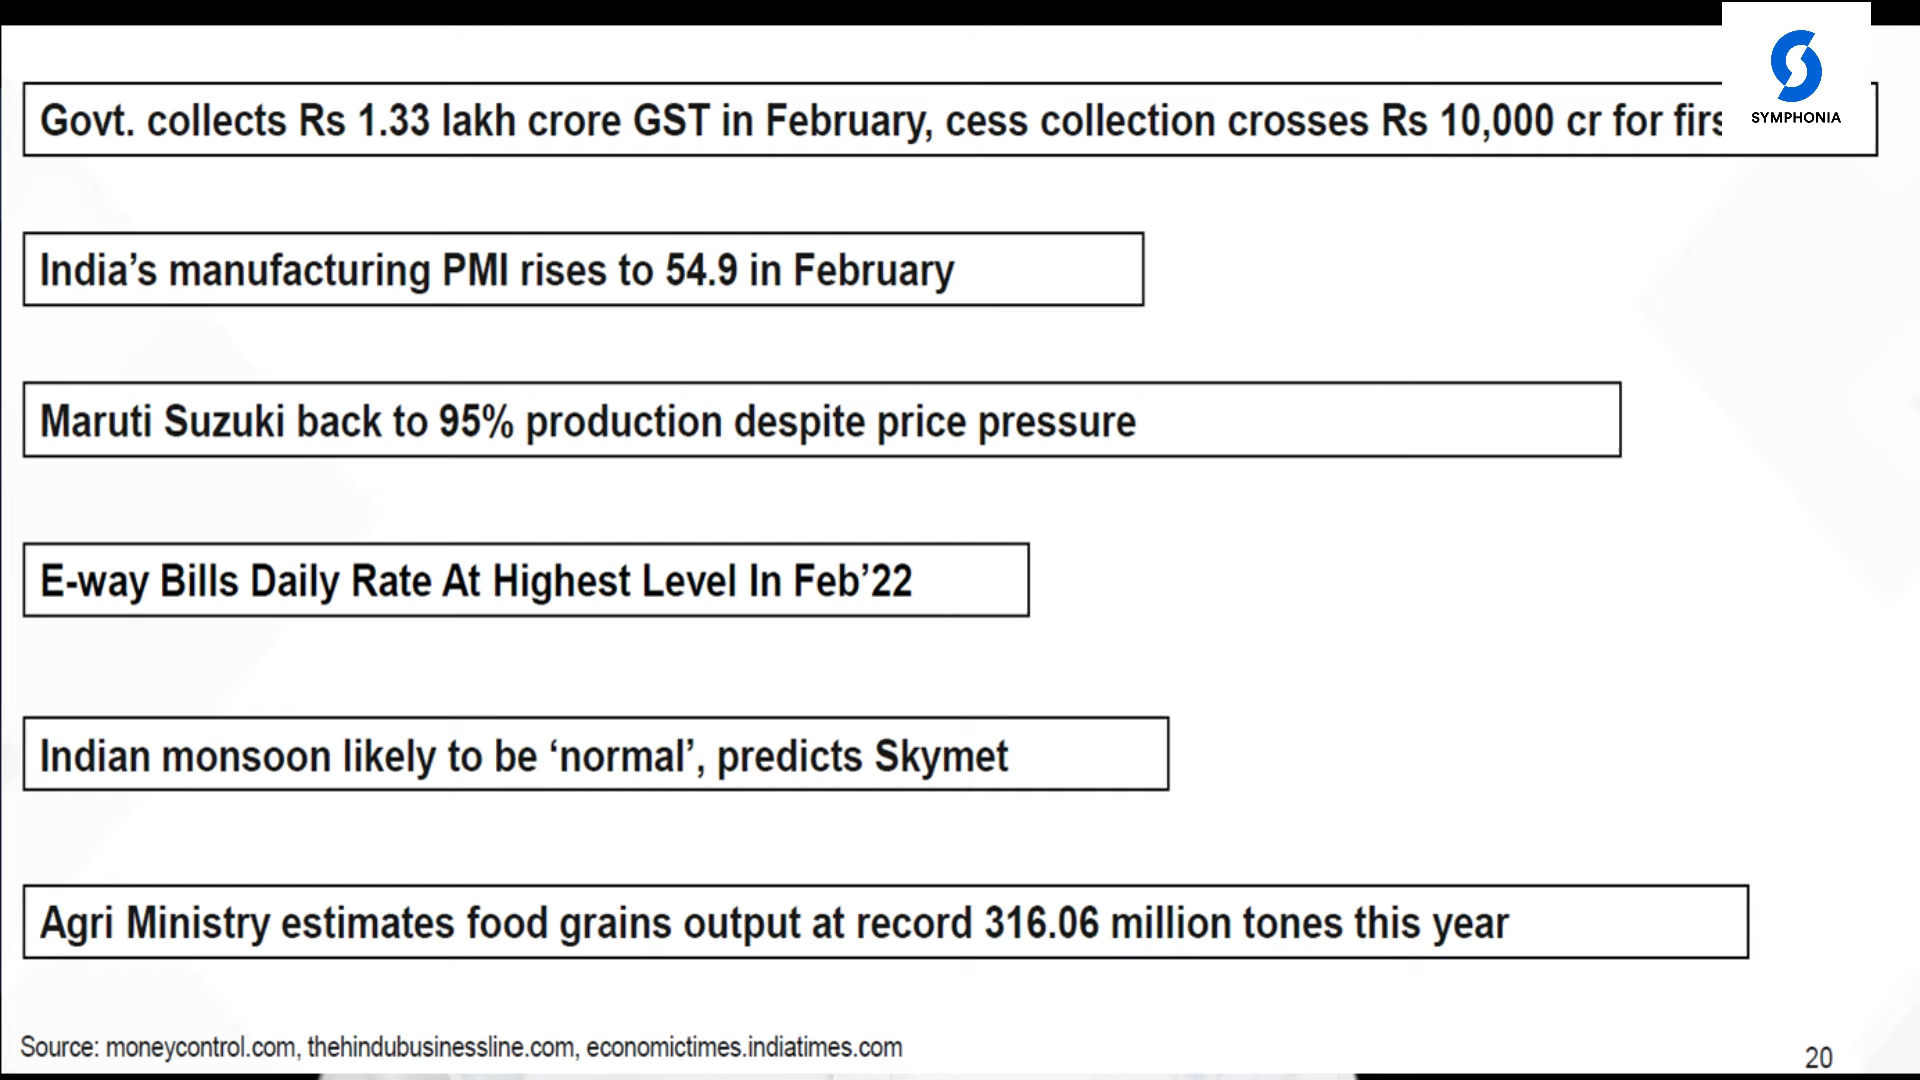 SYMPHONIA
Govt. collects Rs 1.33 lakh crore GST in February, cess collection crosses Rs 10,000 cr for
India’s manufacturing PMI rises to 54.9 in February
Maruti Suzuki back to 95% production despite price pressure
E-way Bills Daily Rate At Highest Level In Feb’22
Indian monsoon likely to be ‘normal’, predicts Skymet
Agri Ministry estimates food grains output at record 316.06 million tones this year
Source: moneycontrol.com, thehindubusinessline.com, economictimes.indiatimes.com
20